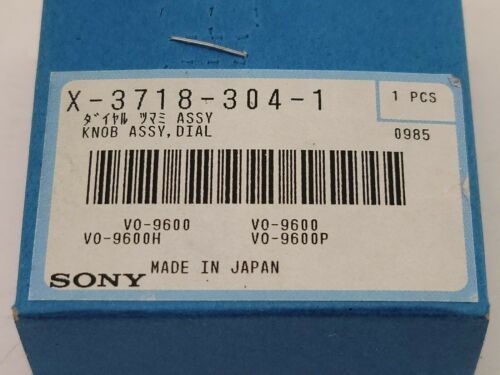 X-3718-304-1
1 PCS
ﾀﾞｲﾔﾙ ﾂﾏﾐ ASSY
KNOB ASSY,DIAL
0985
VO-9600 VO-9600
VO-9600H VO-9600P
SONY MADE IN JAPAN